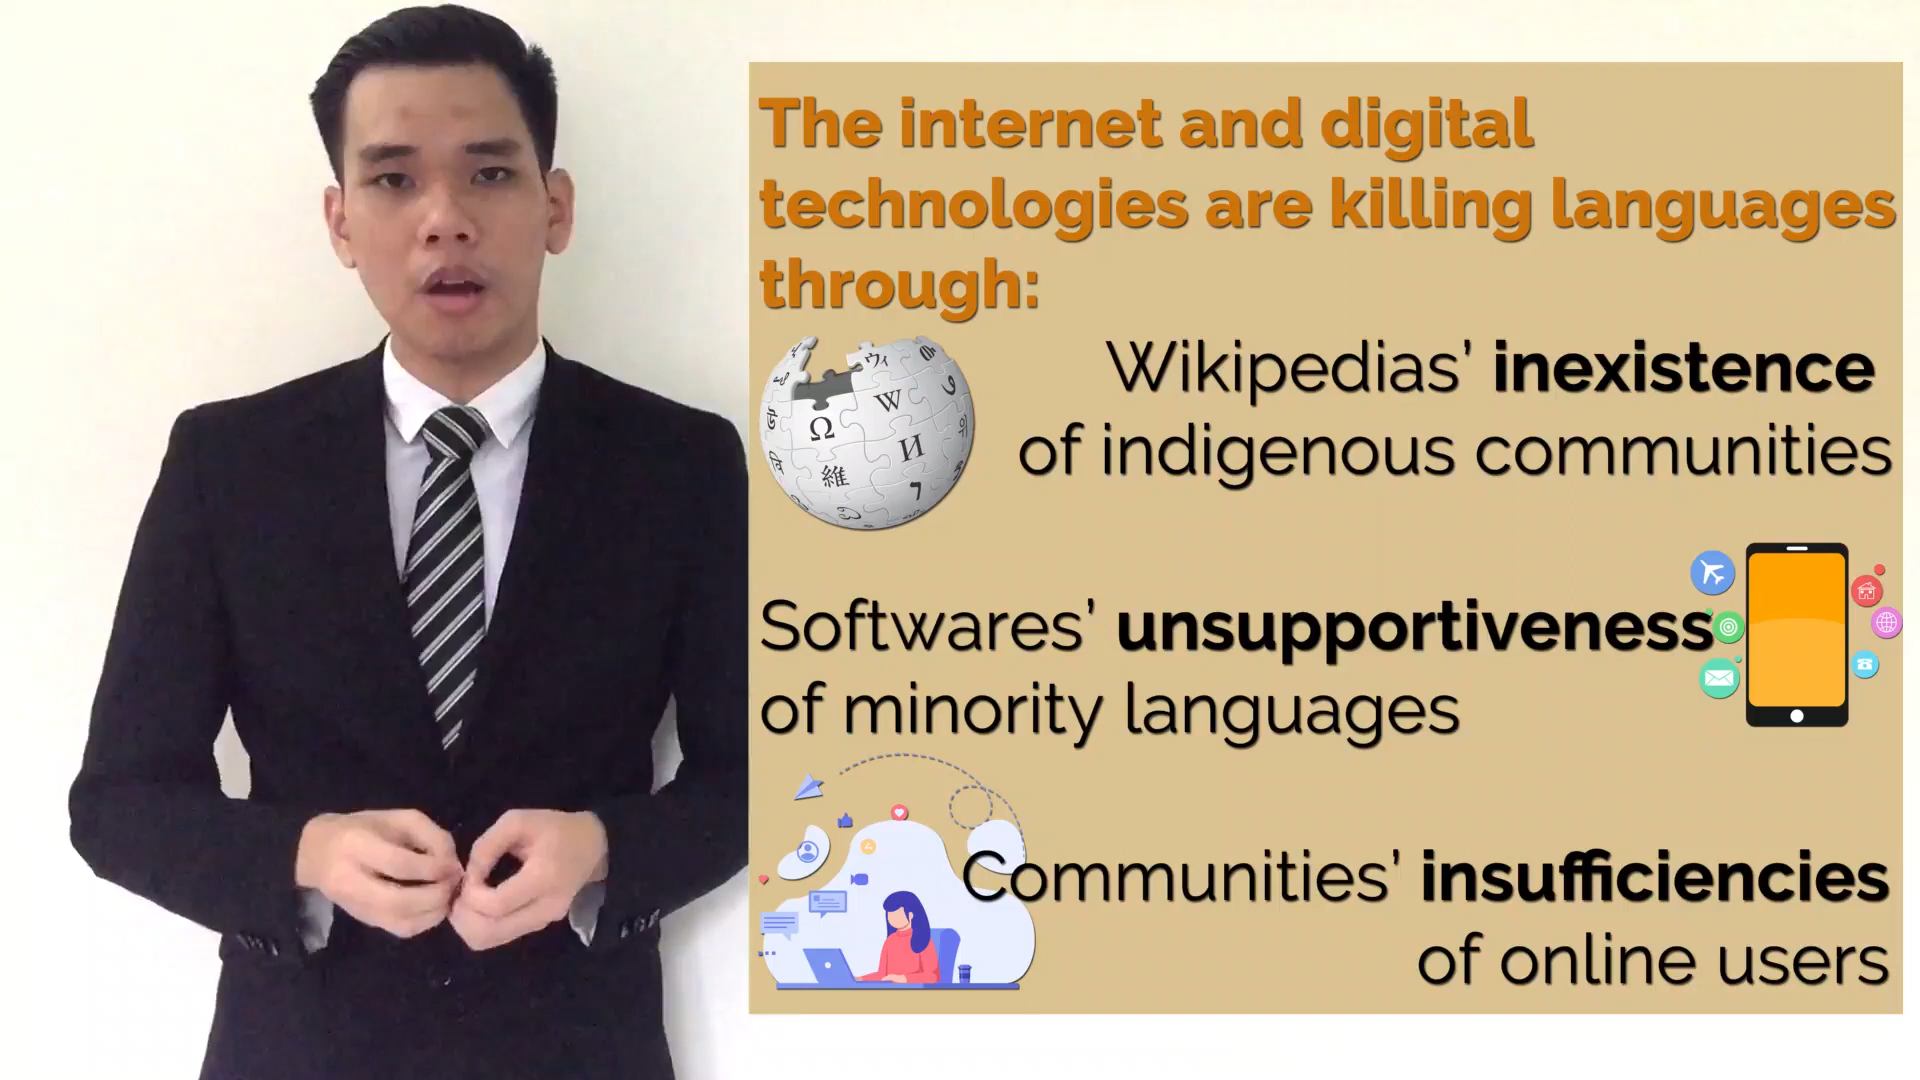 The internet and digital
technologies are killing languages
through:
Wikipedias’ inexistence
of indigenous communities
Softwares’ unsupportiveness
of minority languages
Communities’ insufficiencies
of online users